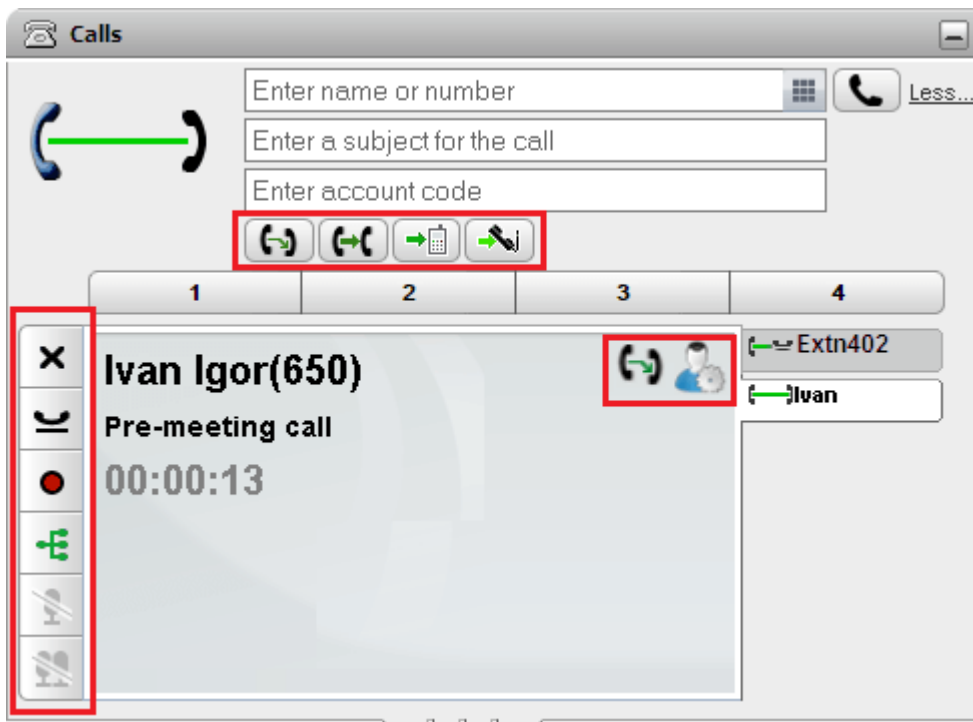 Calls
Enter name or number
Less...
Enter a subject for the call
Enter account code
1 2 3 4
Ivan Igor(650)
Extn402
Ivan
Pre-meeting call
00:00:13